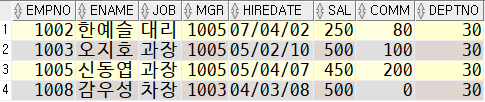 EMPNO ENAME JOB MGR HIREDATE SAL COMM DEPTNO
1 1002 한예슬 대리 1005 07/04/02 250 80 30
2 1003 오지호 과장 1005 05/02/10 500 100 30
3 1005 신동엽 과장 1005 05/04/07 450 200 30
4 1008 감우성 차장 1003 04/03/08 500 0 30